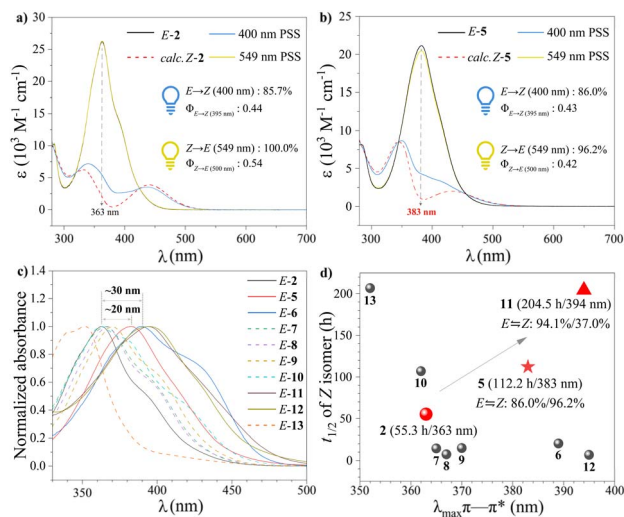 a)
E-2
400 nm PSS
calc. Z-2
549 nm PSS
E→Z (400 nm) : 85.7%
Φ E→Z (395 nm) : 0.44
Z→E (549 nm) : 100.0%
Φ Z→E (500 nm) : 0.54
363 nm
ε (10³ M⁻¹ cm⁻¹)
30
25
20
15
10
5
0
300
400
500
600
700
λ (nm)
b)
E-5
400 nm PSS
calc. Z-5
549 nm PSS
E→Z (400 nm) : 86.0%
Φ E→Z (395 nm) : 0.43
Z→E (549 nm) : 96.2%
Φ Z→E (500 nm) : 0.42
383 nm
ε (10³ M⁻¹ cm⁻¹)
25
20
15
10
5
0
300
400
500
600
700
λ (nm)
c)
~30 nm
~20 nm
E-2
E-5
E-6
E-7
E-8
E-9
E-10
E-11
E-12
E-13
Normalized absorbance
1.4
1.2
1.0
0.8
0.6
0.4
0.2
0.0
350
400
450
500
λ (nm)
d)
13
11 (204.5 h/394 nm)
E⇋Z: 94.1%/37.0%
10
5 (112.2 h/383 nm)
E⇋Z: 86.0%/96.2%
2 (55.3 h/363 nm)
7
8
9
6
12
t1/2 of Z isomer (h)
200
150
100
50
0
350
360
370
380
390
400
λmax π—π* (nm)